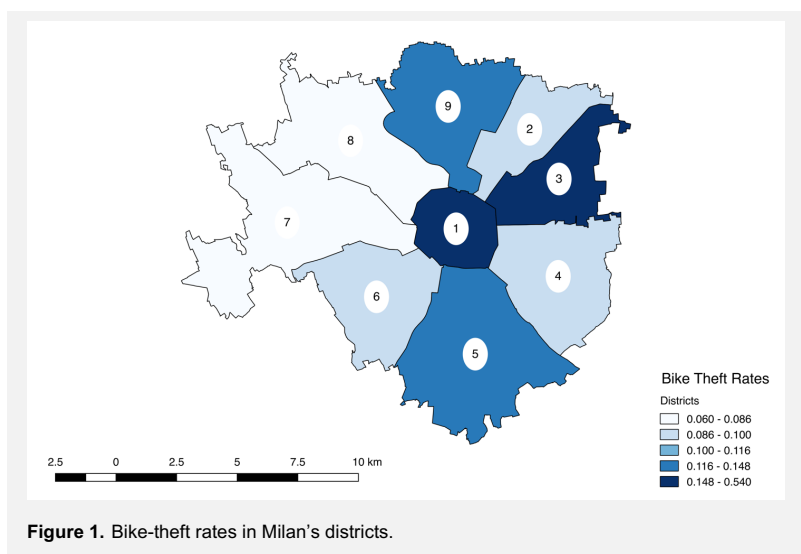 9
2
8
3
1
7
4
6
5
Bike Theft Rates
Districts
0.060 - 0.086
0.086 - 0.100
0.100 - 0.116
0.116 - 0.148
0.148 - 0.540
2.5 0 2.5 5 7.5 10 km
Figure 1. Bike-theft rates in Milan's districts.